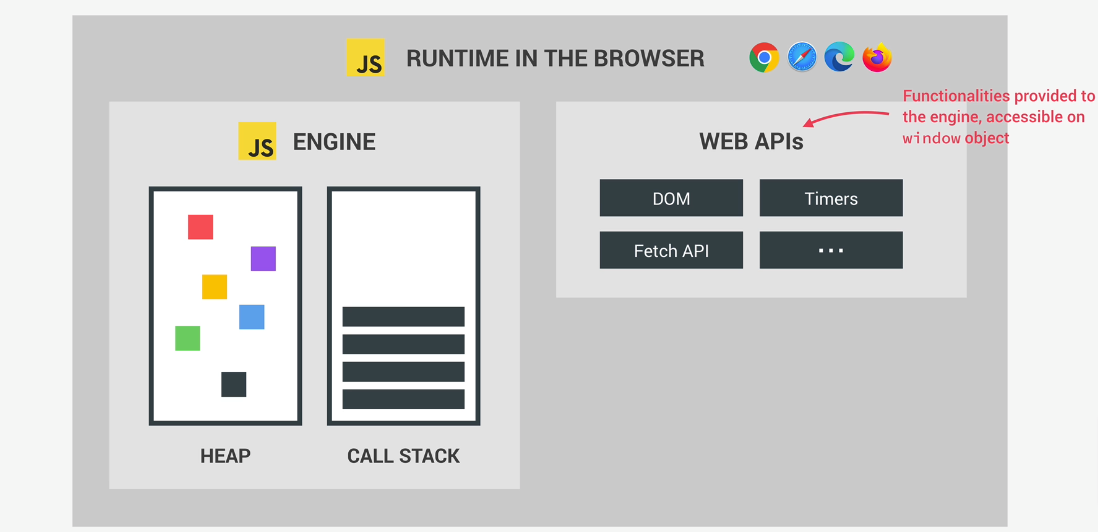 JS RUNTIME IN THE BROWSER
Functionalities provided to
the engine, accessible on
window object
JS ENGINE
WEB APIs
DOM
Timers
Fetch API
...
HEAP
CALL STACK